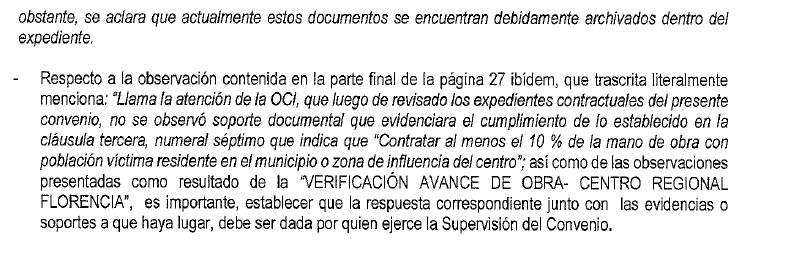 obstante, se aclara que actualmente estos documentos se encuentran debidamente archivados dentro del
expediente.
- Respecto a la observación contenida en la parte final de la página 27 ibídem, que trascrita literalmente
menciona: "Llama la atención de la OCI, que luego de revisado los expedientes contractuales del presente
convenio, no se observó soporte documental que evidenciara el cumplimiento de lo establecido en la
cláusula tercera, numeral séptimo que indica que "Contratar al menos el 10 % de la mano de obra con
población víctima residente en el municipio o zona de influencia del centro"; así como de las observaciones
presentadas como resultado de la "VERIFICACIÓN AVANCE DE OBRA- CENTRO REGIONAL
FLORENCIA", es importante, establecer que la respuesta correspondiente junto con las evidencias o
soportes a que haya lugar, debe ser dada por quien ejerce la Supervisión del Convenio.